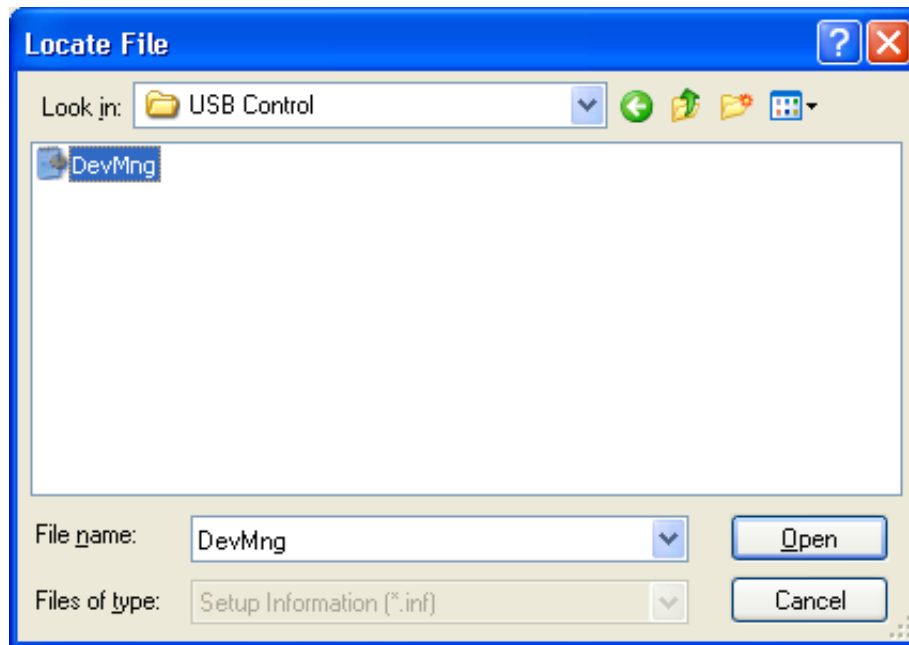 Locate File
Look in: USB Control
DevMng
File name: DevMng Open
Files of type: Setup Information (*.inf) Cancel